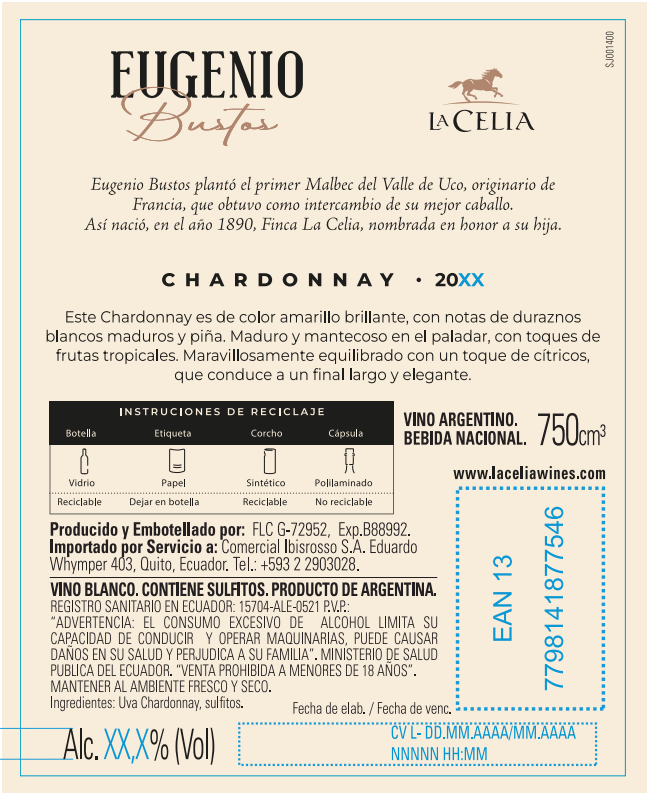 SJ001400
EUGENIO
Bustos
LA CELIA
Eugenio Bustos plantó el primer Malbec del Valle de Uco, originario de
Francia, que obtuvo como intercambio de su mejor caballo.
Así nació, en el año 1890, Finca La Celia, nombrada en honor a su hija.
CHARDONNAY · 20XX
Este Chardonnay es de color amarillo brillante, con notas de duraznos
blancos maduros y piña. Maduro y mantecoso en el paladar, con toques de
frutas tropicales. Maravillosamente equilibrado con un toque de cítricos,
que conduce a un final largo y elegante.
INSTRUCIONES DE RECICLAJE
Botella Etiqueta Corcho Cápsula
Vidrio Papel Sintético Polilaminado
Reciclable Dejar en botella Reciclable No reciclable
VINO ARGENTINO.
BEBIDA NACIONAL. 750cm³
www.laceliawines.com
Producido y Embotellado por: FLC G-72952, Exp.B88992.
Importado por Servicio a: Comercial Ibisrosso S.A. Eduardo
Whymper 403, Quito, Ecuador. Tel.: +593 2 2903028.
VINO BLANCO. CONTIENE SULFITOS. PRODUCTO DE ARGENTINA.
REGISTRO SANITARIO EN ECUADOR: 15704-ALE-0521 P.V.P.:
"ADVERTENCIA: EL CONSUMO EXCESIVO DE ALCOHOL LIMITA SU
CAPACIDAD DE CONDUCIR Y OPERAR MAQUINARIAS, PUEDE CAUSAR
DAÑOS EN SU SALUD Y PERJUDICA A SU FAMILIA". MINISTERIO DE SALUD
PUBLICA DEL ECUADOR. "VENTA PROHIBIDA A MENORES DE 18 AÑOS".
MANTENER AL AMBIENTE FRESCO Y SECO.
Ingredientes: Uva Chardonnay, sulfitos.
EAN 13
7798141877546
Fecha de elab. / Fecha de venc.
Alc. XX,X% (Vol)
CV L- DD.MM.AAAA/MM.AAAA
NNNNN HH:MM